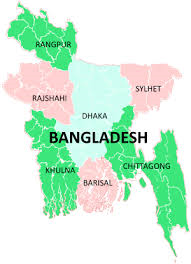 RANGPUR
RAJSHAHI
SYLHET
DHAKA
BANGLADESH
KHULNA
CHITTAGONG
BARISAL